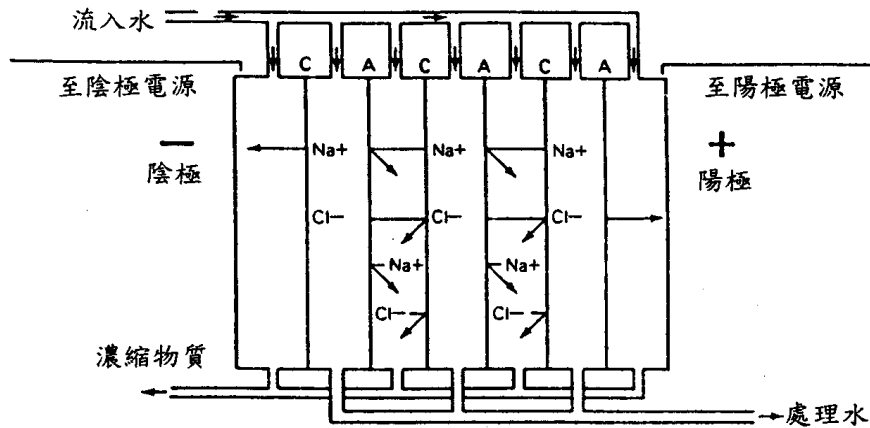 流入水
C A C A C A
至陰極電源 至陽極電源
− +
陰極 陽極
Na+ Na+ Na+
Cl− Cl− Cl−
Na+ Na+
Cl− Cl−
濃縮物質
處理水